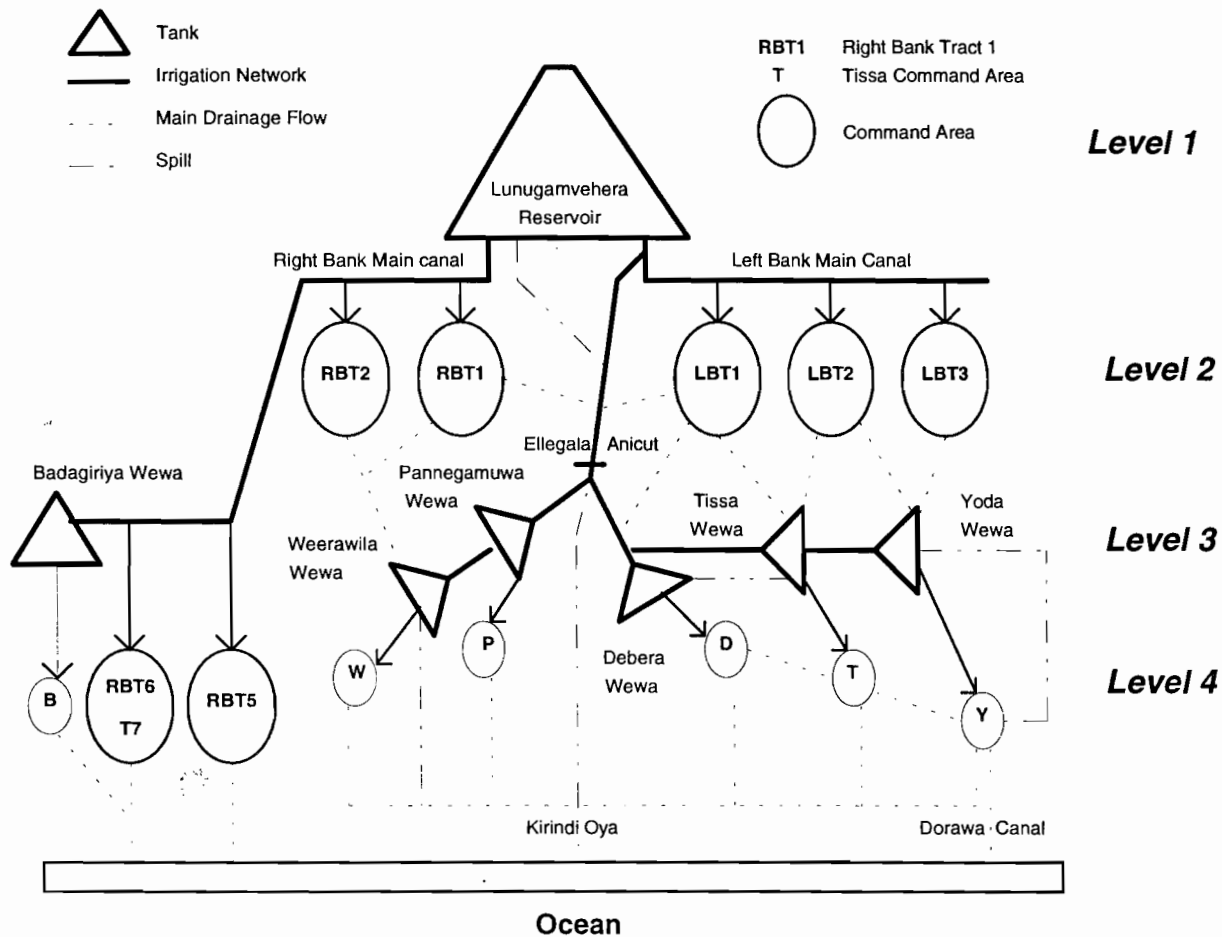 Tank
Irrigation Network
Main Drainage Flow
Spill
RBT1 Right Bank Tract 1
T Tissa Command Area
Command Area
Level 1
Lunugamvehera
Reservoir
Right Bank Main canal
Left Bank Main Canal
RBT2
RBT1
LBT1
LBT2
LBT3
Level 2
Ellegala Anicut
Badagiriya Wewa
Pannegamuwa
Wewa
Tissa
Wewa
Yoda
Wewa
Weerawila
Wewa
Level 3
B
RBT6
T7
RBT5
W
P
Debera
Wewa
D
T
Y
Level 4
Kirindi Oya
Dorawa Canal
Ocean